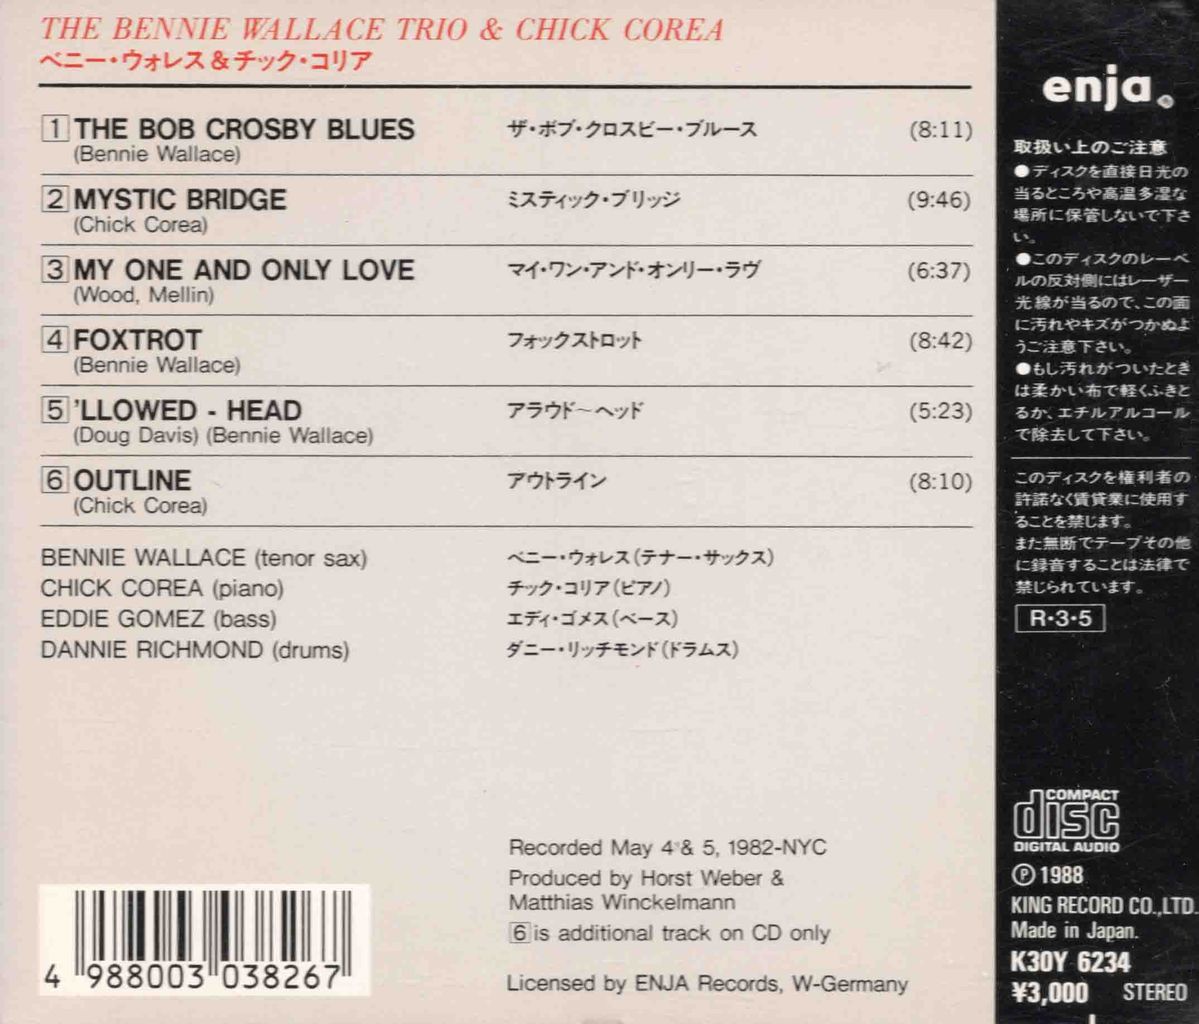 THE BENNIE WALLACE TRIO & CHICK COREA
ベニー・ウォレス&チック・コリア
1 THE BOB CROSBY BLUES ザ・ボブ・クロスビー・ブルース (8:11)
(Bennie Wallace)
2 MYSTIC BRIDGE ミスティック・ブリッジ (9:46)
(Chick Corea)
3 MY ONE AND ONLY LOVE マイ・ワン・アンド・オンリー・ラヴ (6:37)
(Wood, Mellin)
4 FOXTROT フォックストロット (8:42)
(Bennie Wallace)
5 'LLOWED - HEAD アラウド〜ヘッド (5:23)
(Doug Davis) (Bennie Wallace)
6 OUTLINE アウトライン (8:10)
(Chick Corea)
BENNIE WALLACE (tenor sax) ベニー・ウォレス(テナー・サックス)
CHICK COREA (piano) チック・コリア(ピアノ)
EDDIE GOMEZ (bass) エディ・ゴメス(ベース)
DANNIE RICHMOND (drums) ダニー・リッチモンド(ドラムス)
Recorded May 4 & 5, 1982-NYC
Produced by Horst Weber &
Matthias Winckelmann
6 is additional track on CD only
Licensed by ENJA Records, W-Germany
4 988003 038267
enja.
取扱い上のご注意
●ディスクを直接日光の
当るところや高温多湿な
場所に保管しないで下さ
い。
●このディスクのレーベ
ルの反対側にはレーザー
光線が当るので、この面
に汚れやキズがつかぬよ
うご注意下さい。
●もし汚れがついたとき
は柔かい布で軽くふきと
るか、エチルアルコール
で除去して下さい。
このディスクを権利者の
許諾なく賃貸業に使用す
ることを禁じます。
また無断でテープその他
に録音することは法律で
禁じられています。
R・3・5
COMPACT
disc
DIGITAL AUDIO
Ⓟ 1988
KING RECORD CO.,LTD.
Made in Japan.
K30Y 6234
¥3,000 STEREO